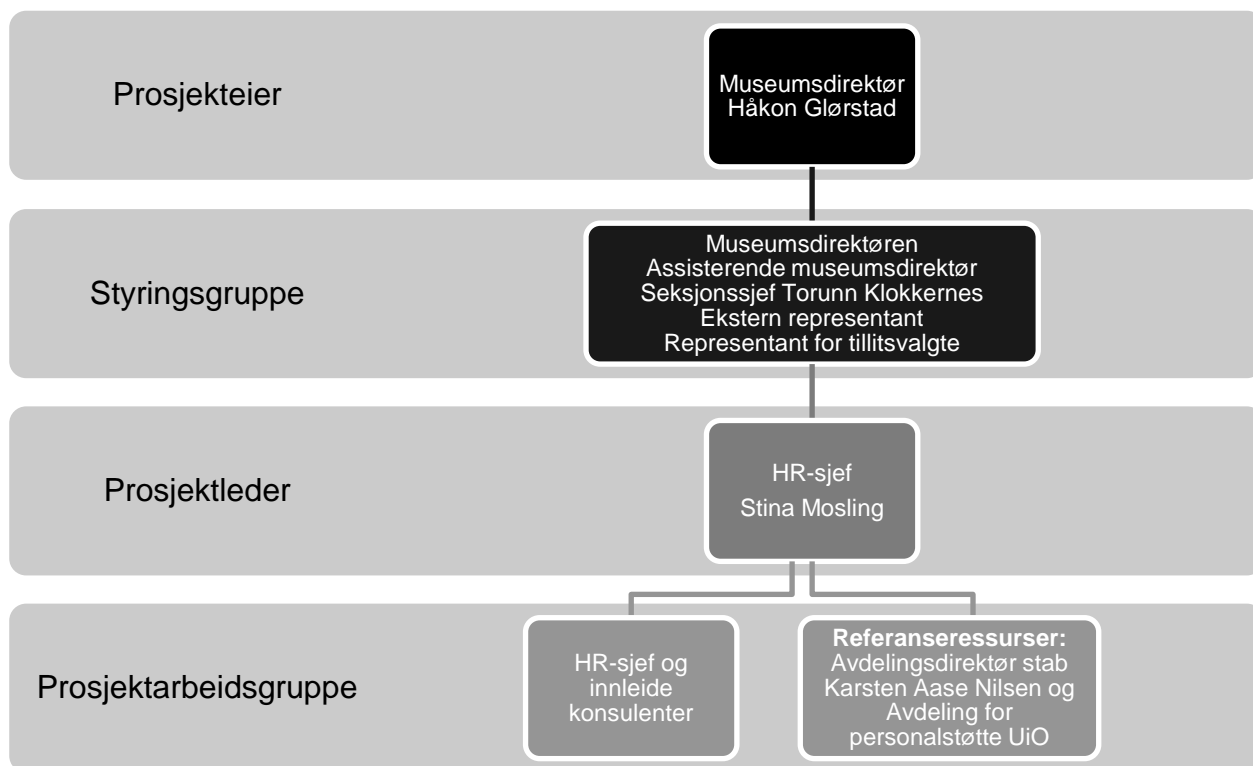 Prosjekteier
Museumsdirektør
Håkon Glørstad
Styringsgruppe
Museumsdirektøren
Assisterende museumsdirektør
Seksjonssjef Torunn Klokkernes
Ekstern representant
Representant for tillitsvalgte
Prosjektleder
HR-sjef
Stina Mosling
Prosjektarbeidsgruppe
HR-sjef og
innleide
konsulenter
Referanseressurser:
Avdelingsdirektør stab
Karsten Aase Nilsen og
Avdeling for
personalstøtte UiO